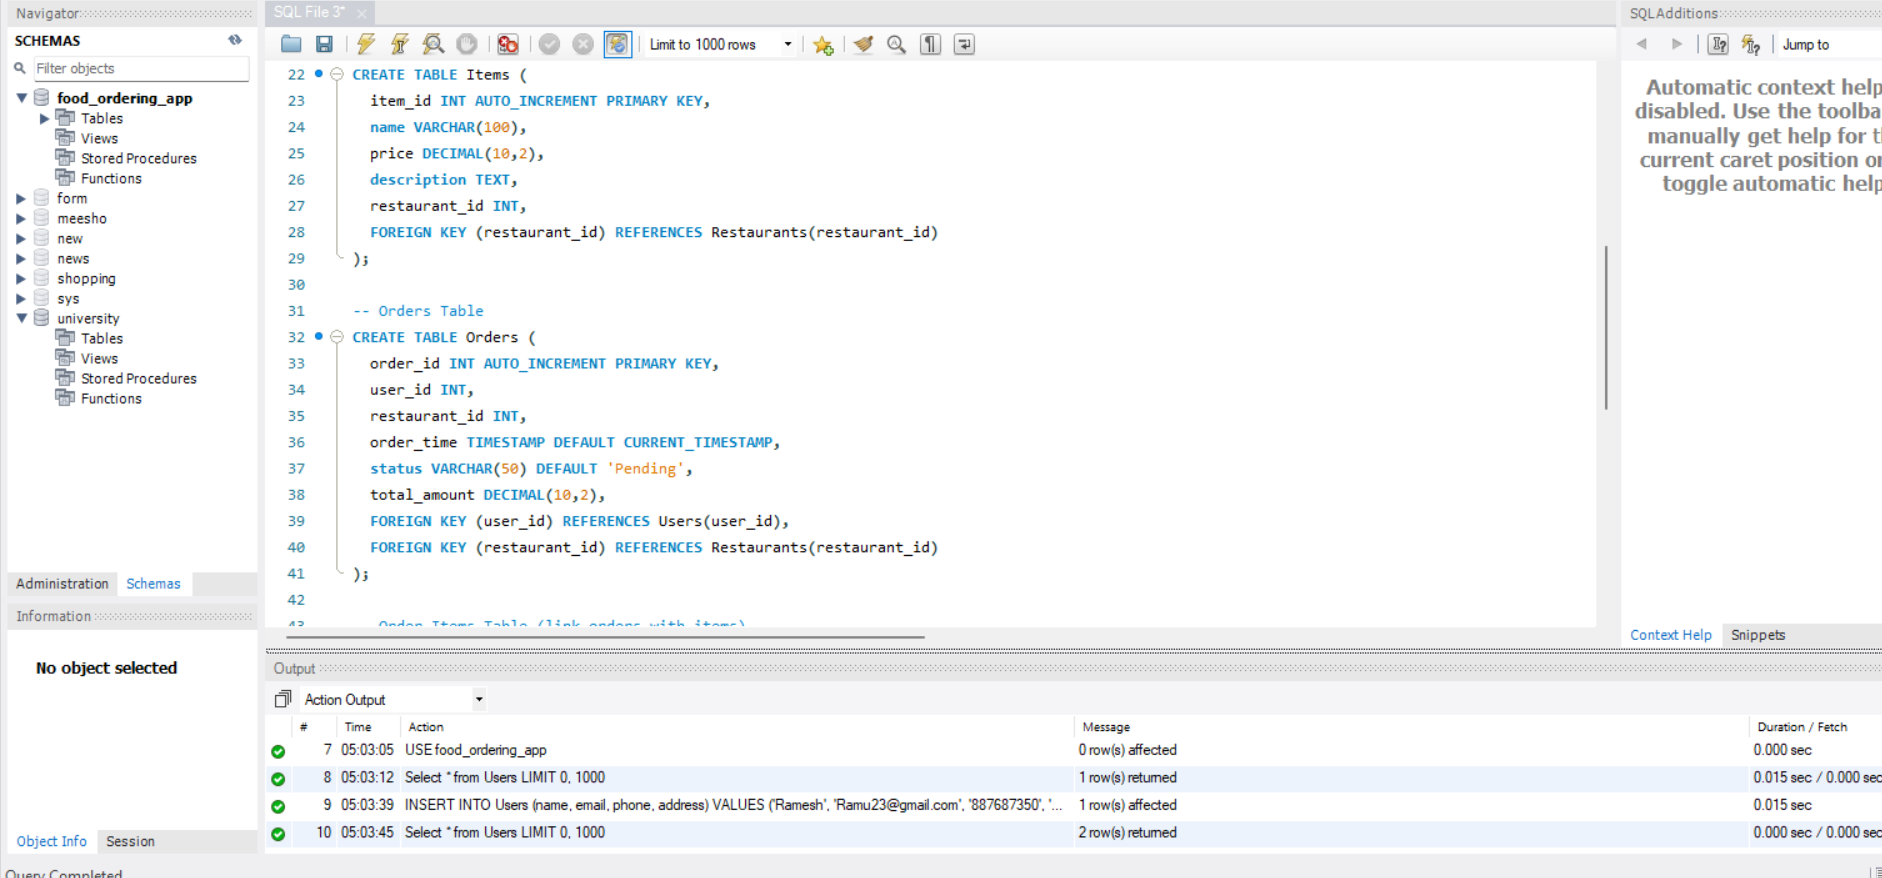 Navigator
SCHEMAS
Filter objects
food_ordering_app
Tables
Views
Stored Procedures
Functions
form
meesho
new
news
shopping
sys
university
Tables
Views
Stored Procedures
Functions
Administration Schemas
Information
No object selected
Object Info Session
Query Completed
SQL File 3*
Limit to 1000 rows
22 CREATE TABLE Items (
23 item_id INT AUTO_INCREMENT PRIMARY KEY,
24 name VARCHAR(100),
25 price DECIMAL(10,2),
26 description TEXT,
27 restaurant_id INT,
28 FOREIGN KEY (restaurant_id) REFERENCES Restaurants(restaurant_id)
29 );
30
31 -- Orders Table
32 CREATE TABLE Orders (
33 order_id INT AUTO_INCREMENT PRIMARY KEY,
34 user_id INT,
35 restaurant_id INT,
36 order_time TIMESTAMP DEFAULT CURRENT_TIMESTAMP,
37 status VARCHAR(50) DEFAULT 'Pending',
38 total_amount DECIMAL(10,2),
39 FOREIGN KEY (user_id) REFERENCES Users(user_id),
40 FOREIGN KEY (restaurant_id) REFERENCES Restaurants(restaurant_id)
41 );
42
43 Order Items Table (link orders with items)
SQLAdditions
Jump to
Automatic context help
disabled. Use the toolba
manually get help for t
current caret position o
toggle automatic help
Context Help Snippets
Output
Action Output
# Time Action Message Duration / Fetch
7 05:03:05 USE food_ordering_app 0 row(s) affected 0.000 sec
8 05:03:12 Select * from Users LIMIT 0, 1000 1 row(s) returned 0.015 sec / 0.000 sec
9 05:03:39 INSERT INTO Users (name, email, phone, address) VALUES ('Ramesh', 'Ramu23@gmail.com', '887687350', '... 1 row(s) affected 0.015 sec
10 05:03:45 Select * from Users LIMIT 0, 1000 2 row(s) returned 0.000 sec / 0.000 sec